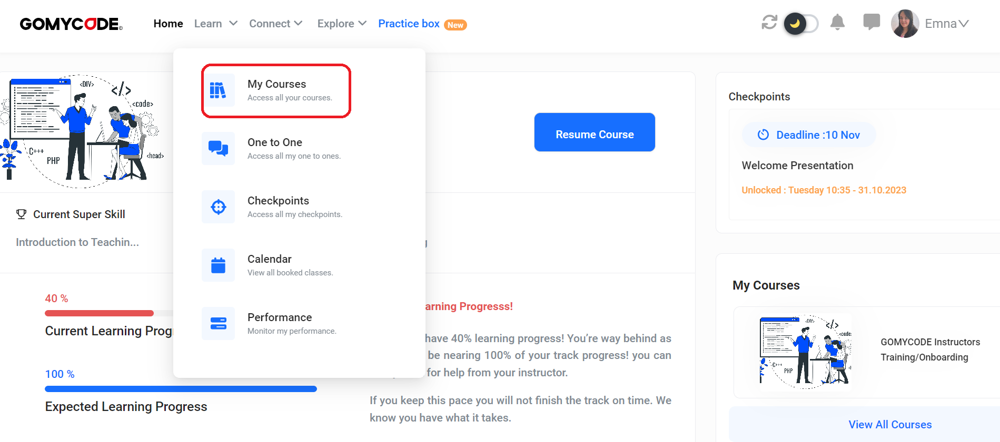 GOMYCODE©
Home Learn Connect Explore Practice box New
Emna
My Courses
Access all your courses.
One to One
Access all my one to ones.
Checkpoints
Access all my checkpoints.
Calendar
View all booked classes.
Performance
Monitor my performance.
<DIV>
</>
<code>
C+++
PHP
<head>
Resume Course
Current Super Skill
Introduction to Teachin...
40 %
Current Learning Prog
100 %
Expected Learning Progress
arning Progresss!
have 40% learning progress! You’re way behind as
be nearing 100% of your track progress! you can
for help from your instructor.
If you keep this pace you will not finish the track on time. We
know you have what it takes.
Checkpoints
Deadline :10 Nov
Welcome Presentation
Unlocked : Tuesday 10:35 - 31.10.2023
My Courses
<DIV>
</>
<code>
C+++
PHP
GOMYCODE Instructors
Training/Onboarding
View All Courses